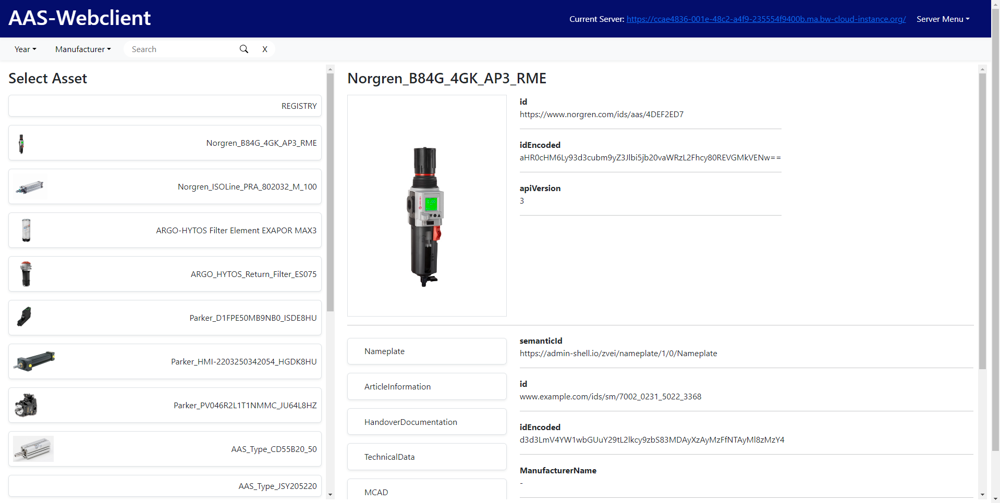 AAS-Webclient
Current Server: https://ccae4836-001e-48c2-a4f9-235554f9400b.ma.bw-cloud-instance.org/
Server Menu
Year
Manufacturer
Search
X
Select Asset
REGISTRY
Norgren_B84G_4GK_AP3_RME
Norgren_ISOLine_PRA_802032_M_100
ARGO-HYTOS Filter Element EXAPOR MAX3
ARGO_HYTOS_Return_Filter_ES075
Parker_D1FPE50MB9NB0_ISDE8HU
Parker_HMI-2203250342054_HGDK8HU
Parker_PV046R2L1T1NMMC_JU64L8HZ
AAS_Type_CD55B20_50
AAS_Type_JSY205220
Norgren_B84G_4GK_AP3_RME
id
https://www.norgren.com/ids/aas/4DEF2ED7
idEncoded
aHR0cHM6Ly93d3cubm9yZ3Jlbi5jb20vaWRzL2Fhcy80REVGMkVENw==
apiVersion
3
Nameplate
ArticleInformation
HandoverDocumentation
TechnicalData
MCAD
semanticId
https://admin-shell.io/zvei/nameplate/1/0/Nameplate
id
www.example.com/ids/sm/7002_0231_5022_3368
idEncoded
d3d3LmV4YW1wbGUuY29tL2lkcy9zbS83MDAyXzAyMzFfNTAyMl8zMzY4
ManufacturerName
-